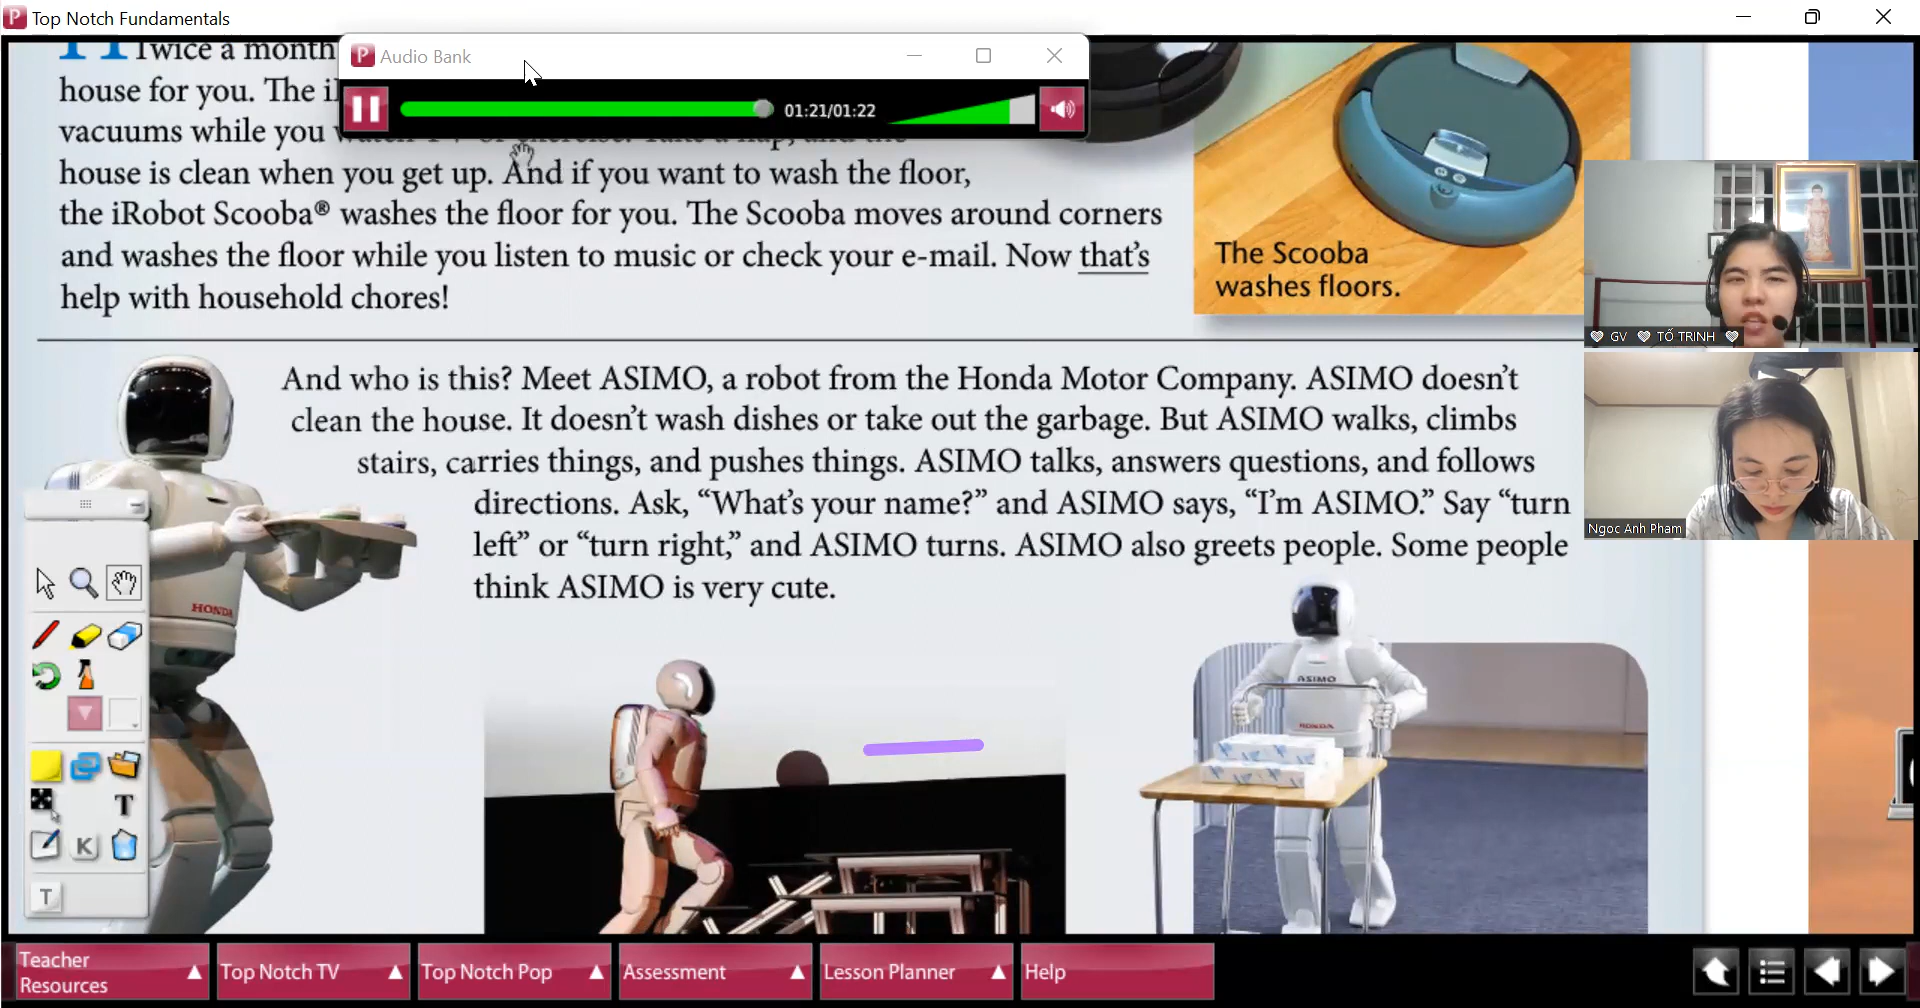 Top Notch Fundamentals
Twice a month
Audio Bank
house for you. The
01:21/01:22
vacuums while you
house is clean when you get up. And if you want to wash the floor,
the iRobot Scooba® washes the floor for you. The Scooba moves around corners
and washes the floor while you listen to music or check your e-mail. Now that's
help with household chores!
The Scooba
washes floors.
GV TỐ TRINH
And who is this? Meet ASIMO, a robot from the Honda Motor Company. ASIMO doesn't
clean the house. It doesn't wash dishes or take out the garbage. But ASIMO walks, climbs
stairs, carries things, and pushes things. ASIMO talks, answers questions, and follows
directions. Ask, “What's your name?” and ASIMO says, “I'm ASIMO.” Say “turn
left” or “turn right,” and ASIMO turns. ASIMO also greets people. Some people
think ASIMO is very cute.
Ngoc Anh Pham
HONDA
ASIMO
HONDA
T
K
T
Teacher
Resources
Top Notch TV
Top Notch Pop
Assessment
Lesson Planner
Help